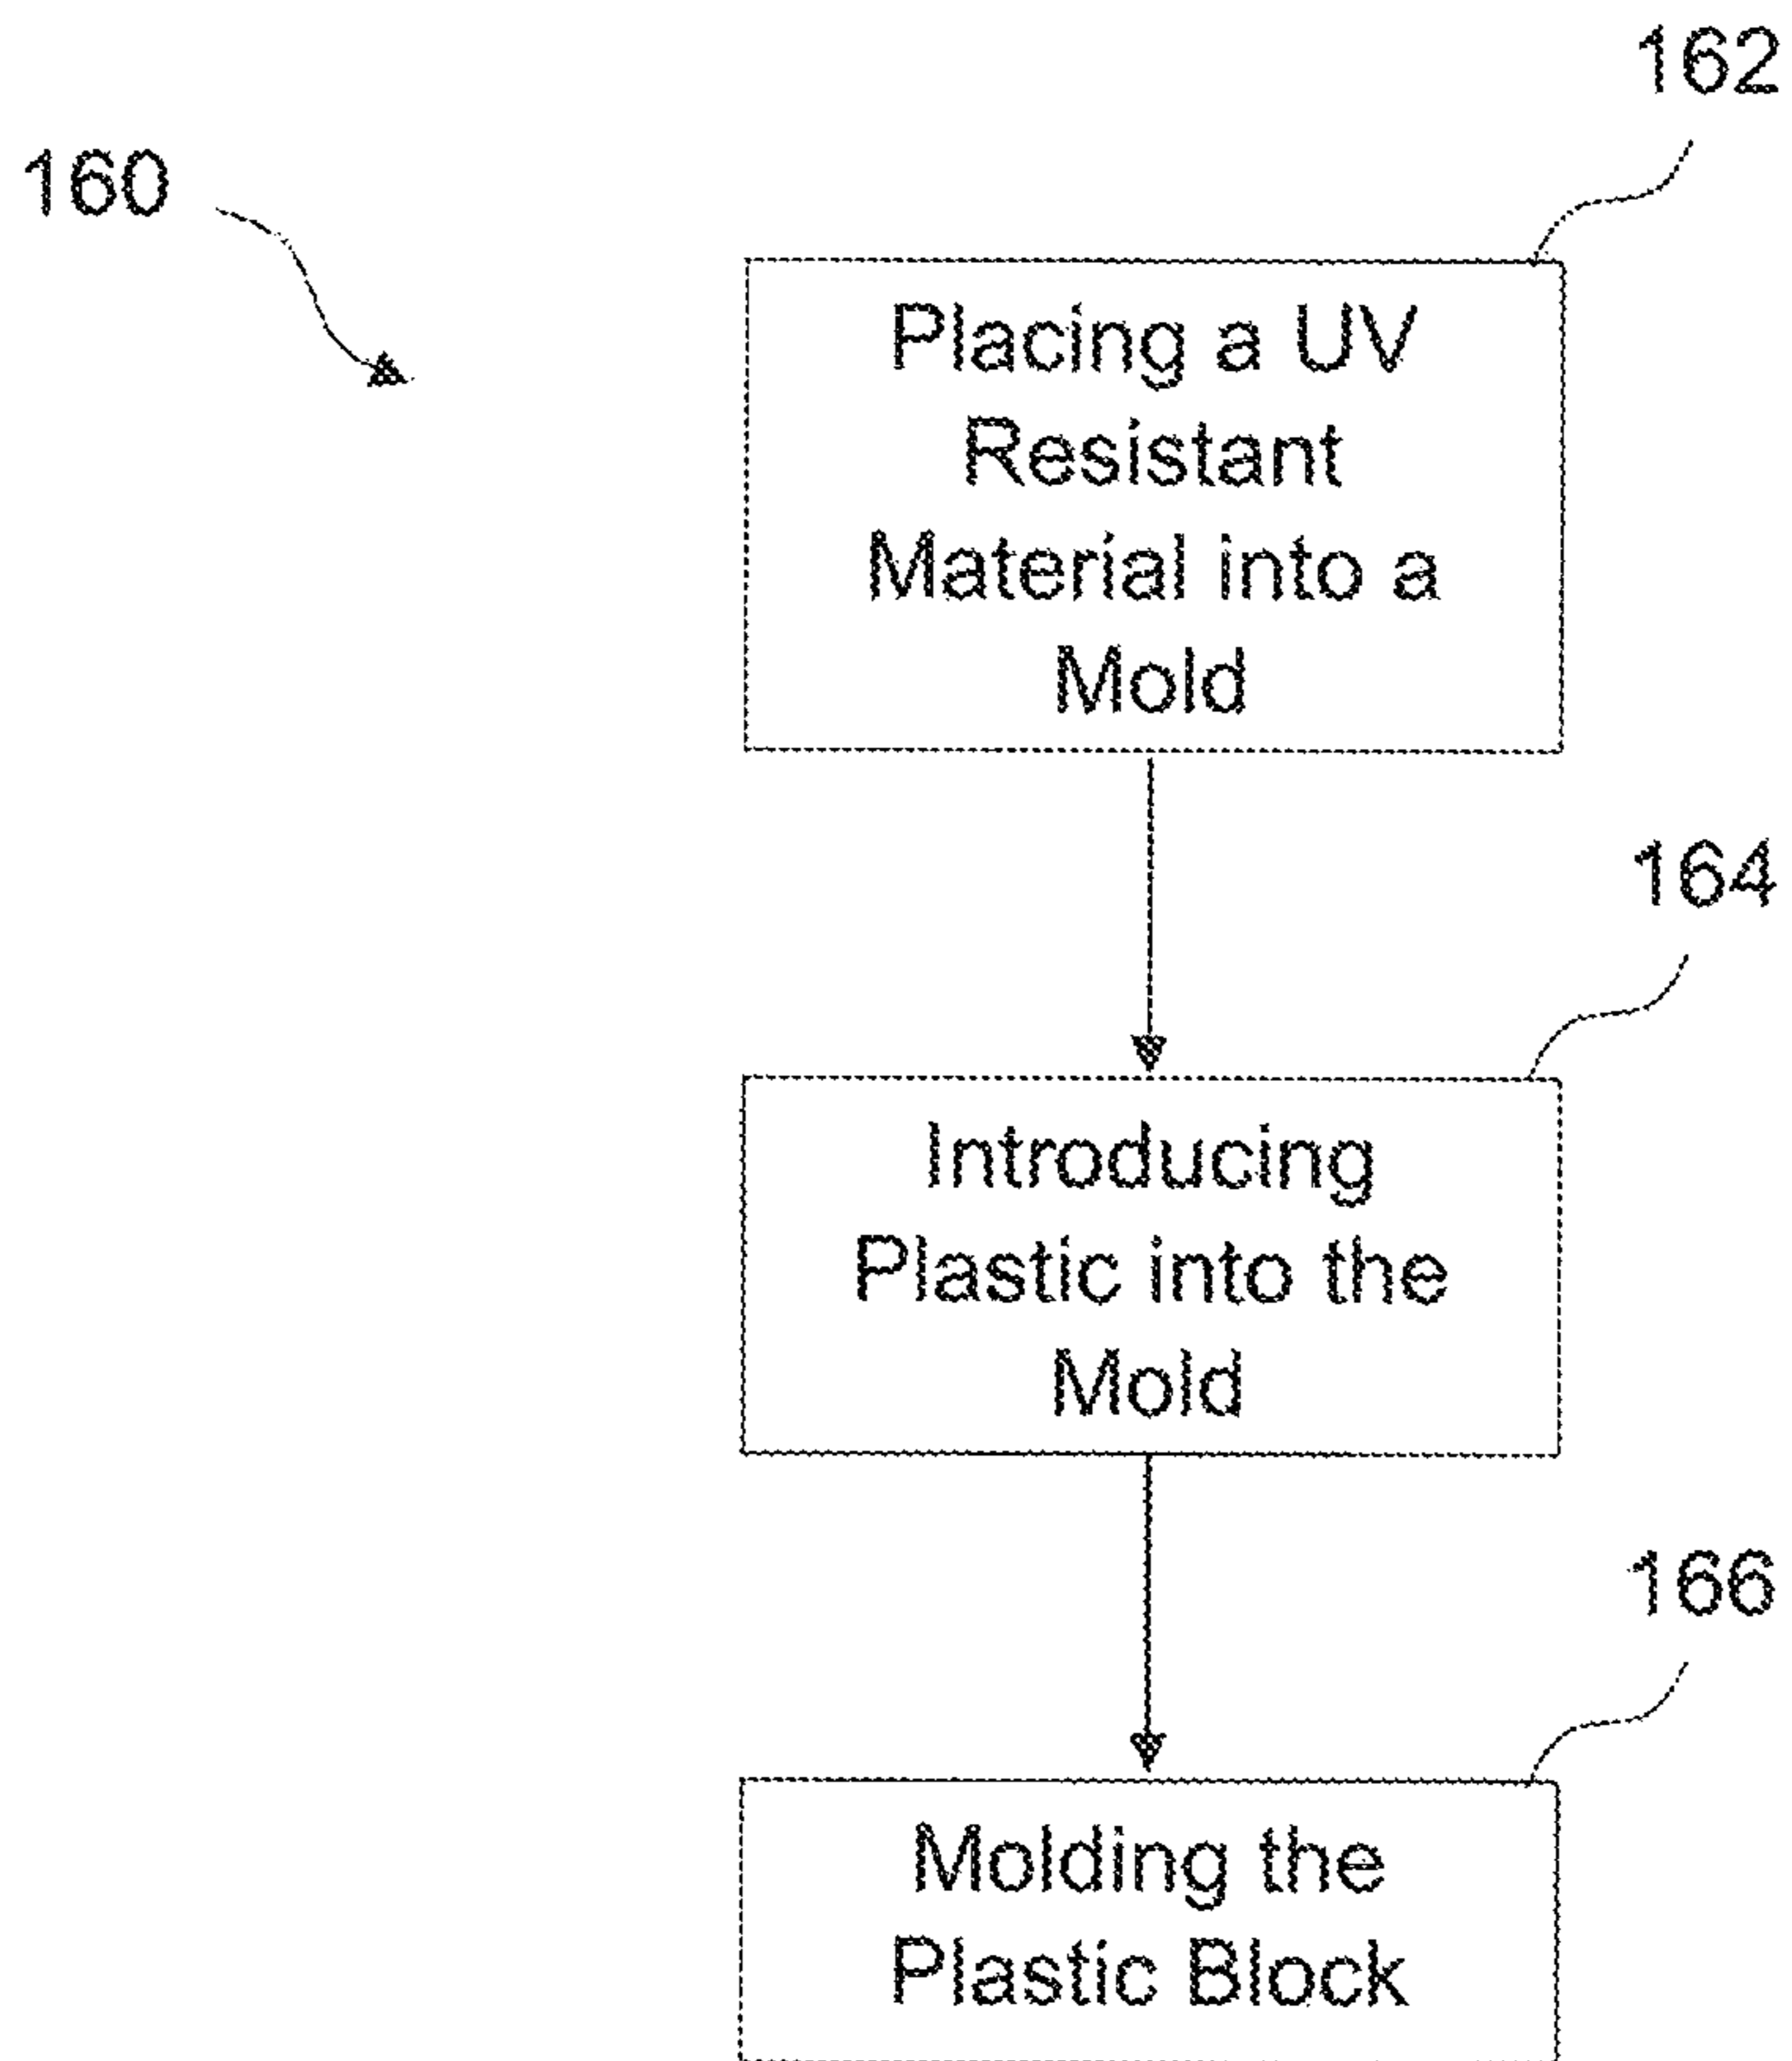 162
160
Placing a UV
Resistant
Material into a
Mold
164
Introducing
Plastic into the
Mold
166
Molding the
Plastic Block